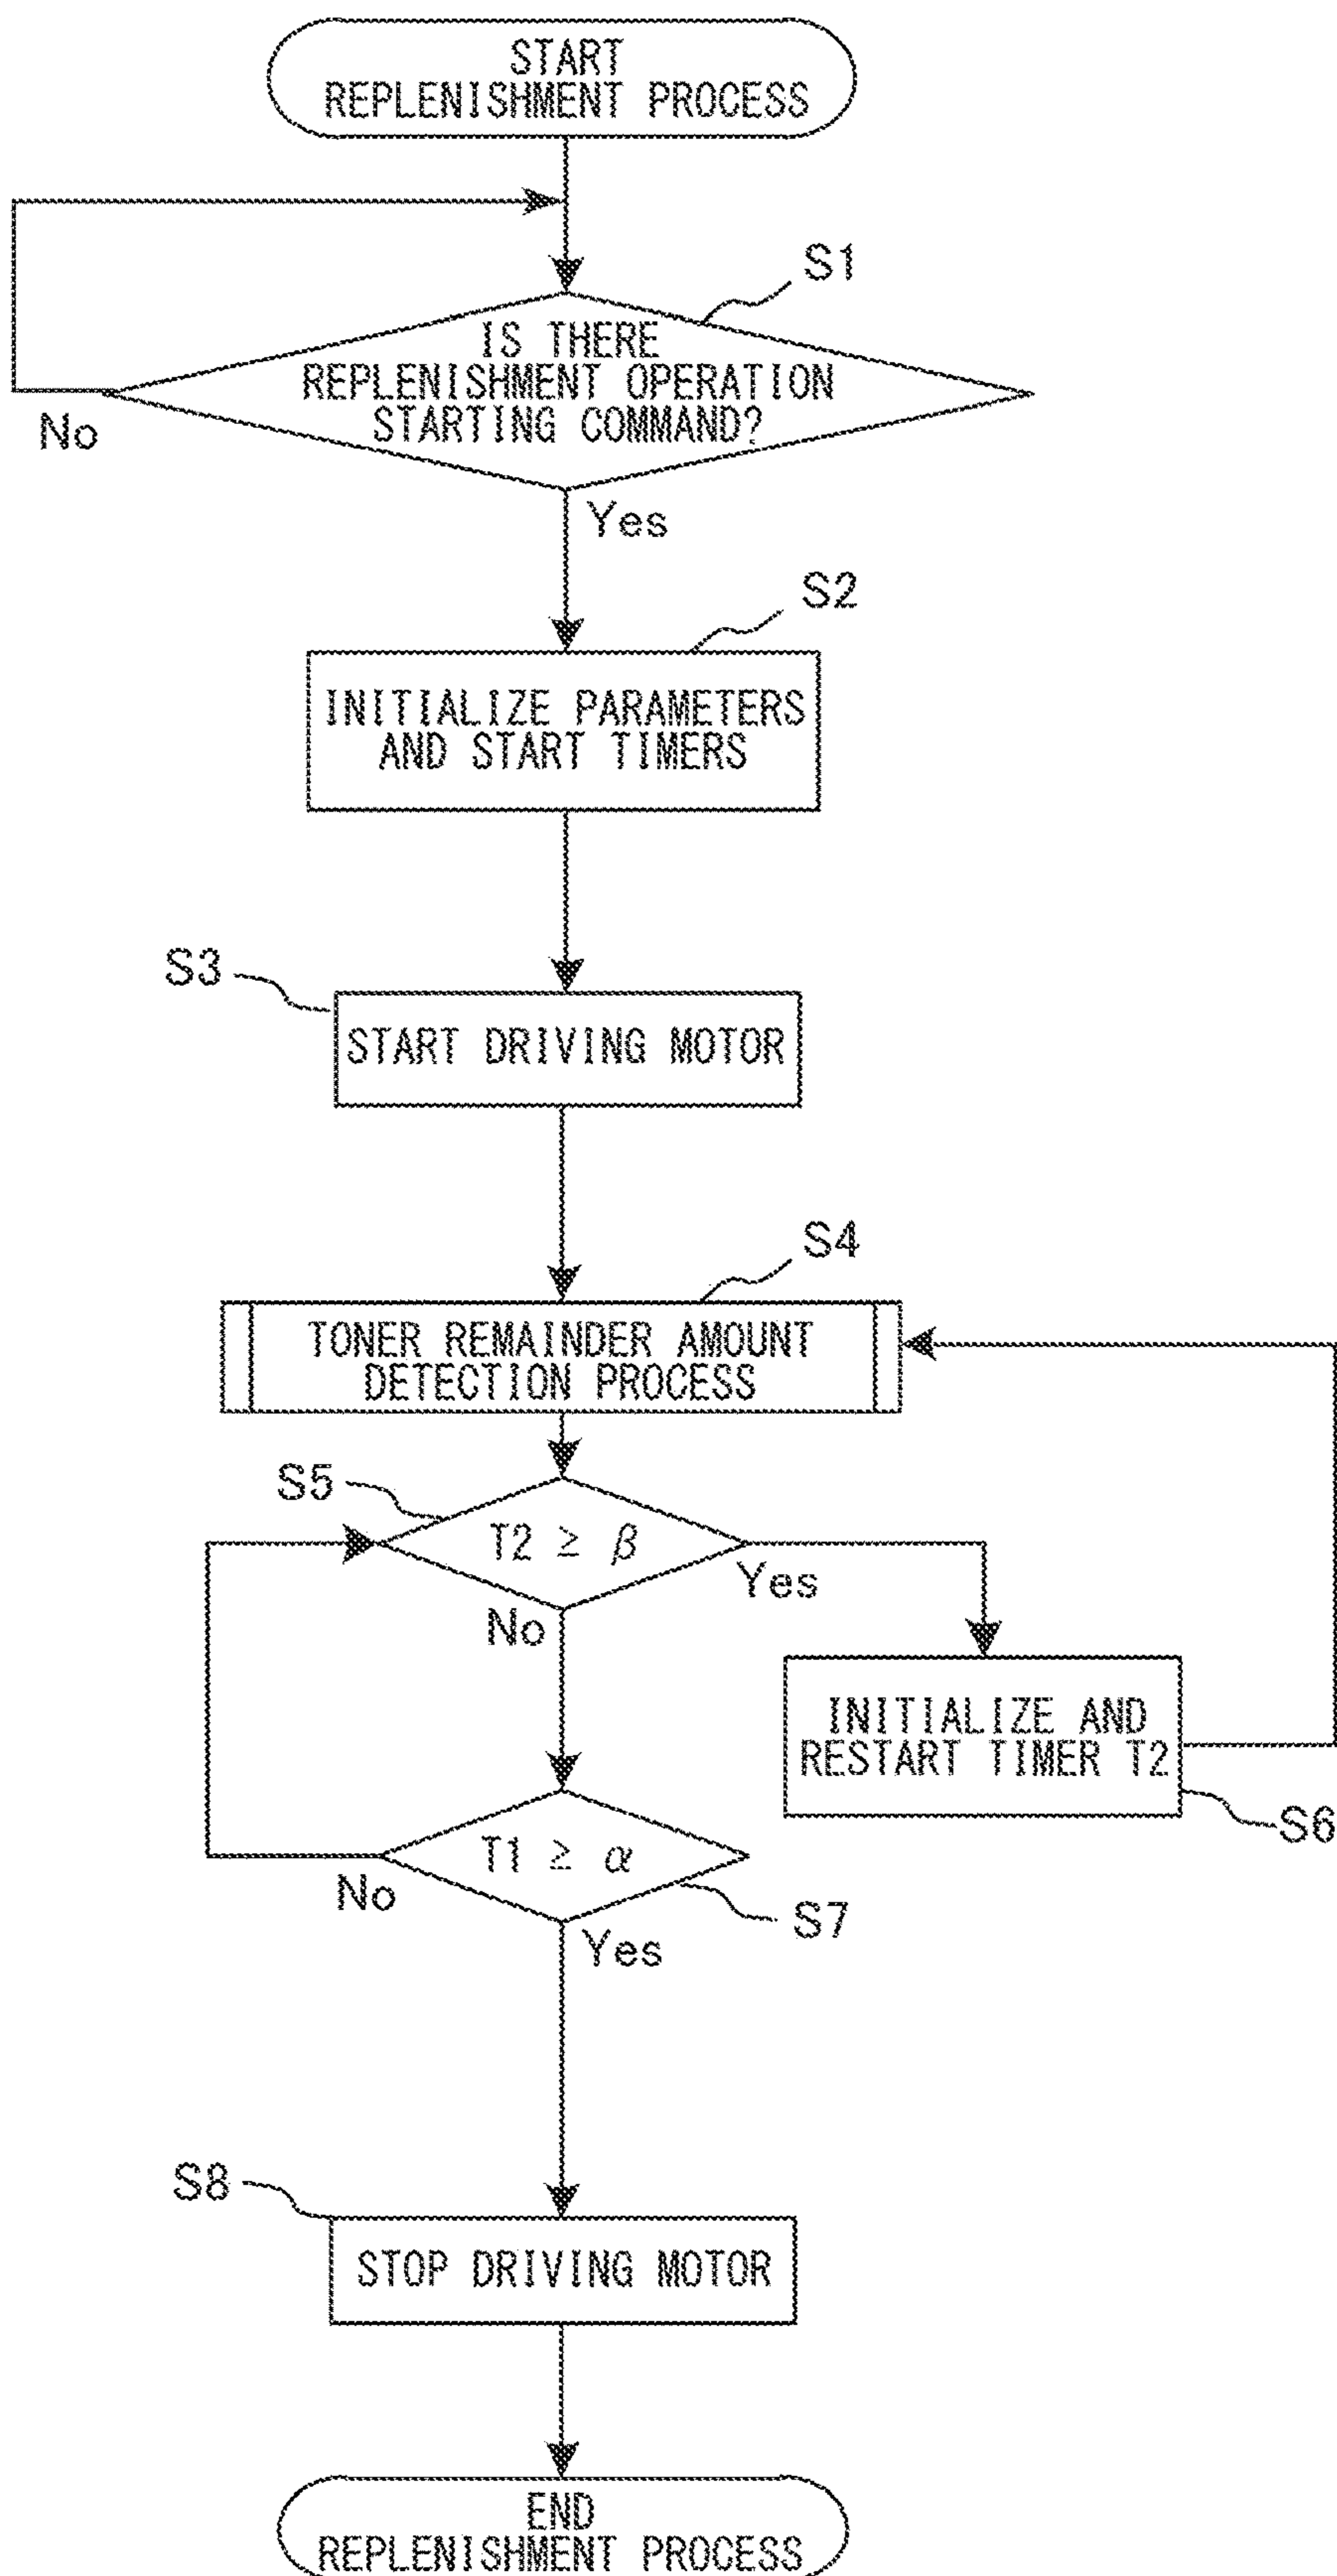 START
REPLENISHMENT PROCESS
S1
IS THERE
REPLENISHMENT OPERATION
STARTING COMMAND?
No
Yes
S2
INITIALIZE PARAMETERS
AND START TIMERS
S3
START DRIVING MOTOR
S4
TONER REMAINDER AMOUNT
DETECTION PROCESS
S5
T2 ≥ β
Yes
No
INITIALIZE AND
RESTART TIMER T2
S6
T1 ≥ α
No
S7
Yes
S8
STOP DRIVING MOTOR
END
REPLENISHMENT PROCESS